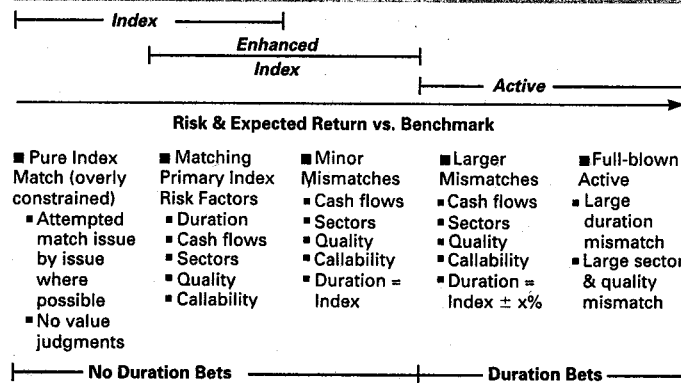 Index
Enhanced
Index
Active
Risk & Expected Return vs. Benchmark
■ Pure Index
Match (overly
constrained)
▪ Attempted
match issue
by issue
where
possible
▪ No value
judgments
■ Matching
Primary Index
Risk Factors
▪ Duration
▪ Cash flows
▪ Sectors
▪ Quality
▪ Callability
■ Minor
Mismatches
▪ Cash flows
▪ Sectors
▪ Quality
▪ Callability
▪ Duration =
Index
■ Larger
Mismatches
▪ Cash flows
▪ Sectors
▪ Quality
▪ Callability
▪ Duration =
Index ± x%
■ Full-blown
Active
▪ Large
duration
mismatch
▪ Large sector
& quality
mismatch
No Duration Bets
Duration Bets